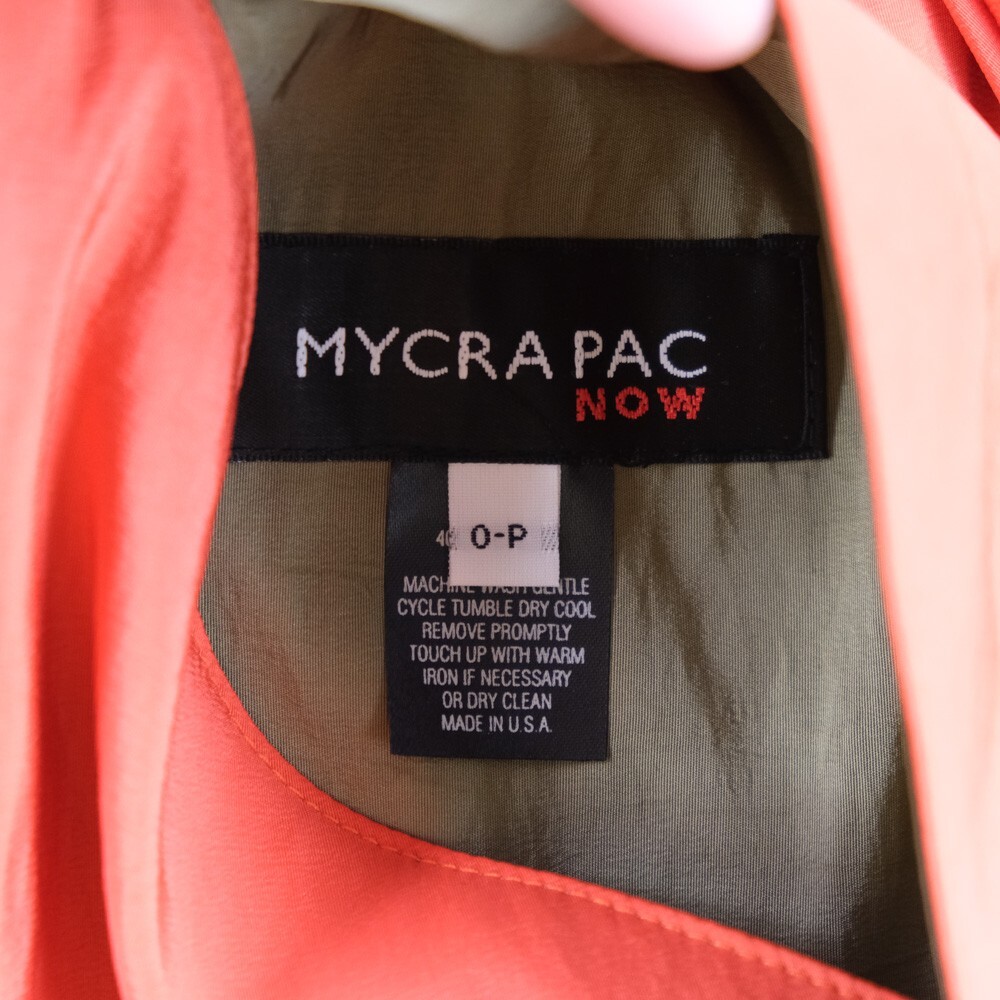 MYCRA PAC
NOW
O-P
MACHINE WASH GENTLE
CYCLE TUMBLE DRY COOL
REMOVE PROMPTLY
TOUCH UP WITH WARM
IRON IF NECESSARY
OR DRY CLEAN
MADE IN U.S.A.